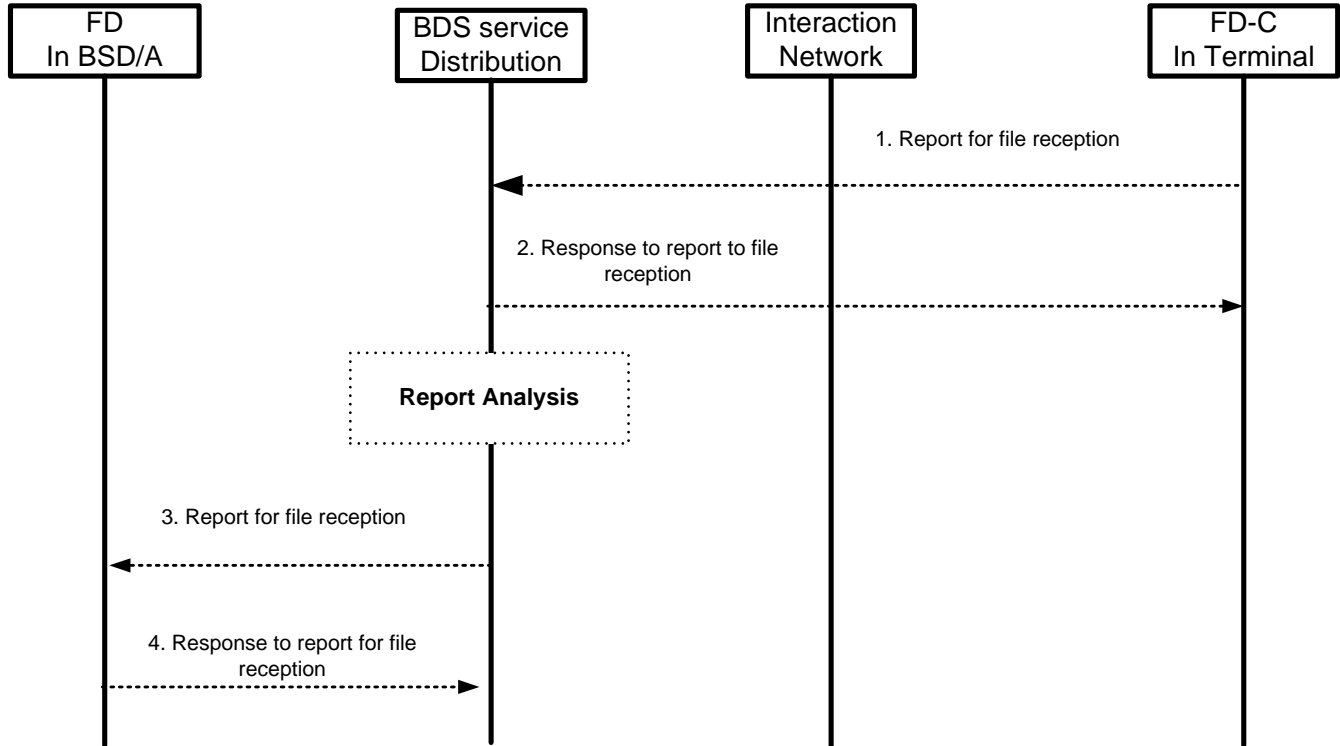 FD
In BSD/A
BDS service
Distribution
Interaction
Network
FD-C
In Terminal
1. Report for file reception
2. Response to report to file
reception
Report Analysis
3. Report for file reception
4. Response to report for file
reception